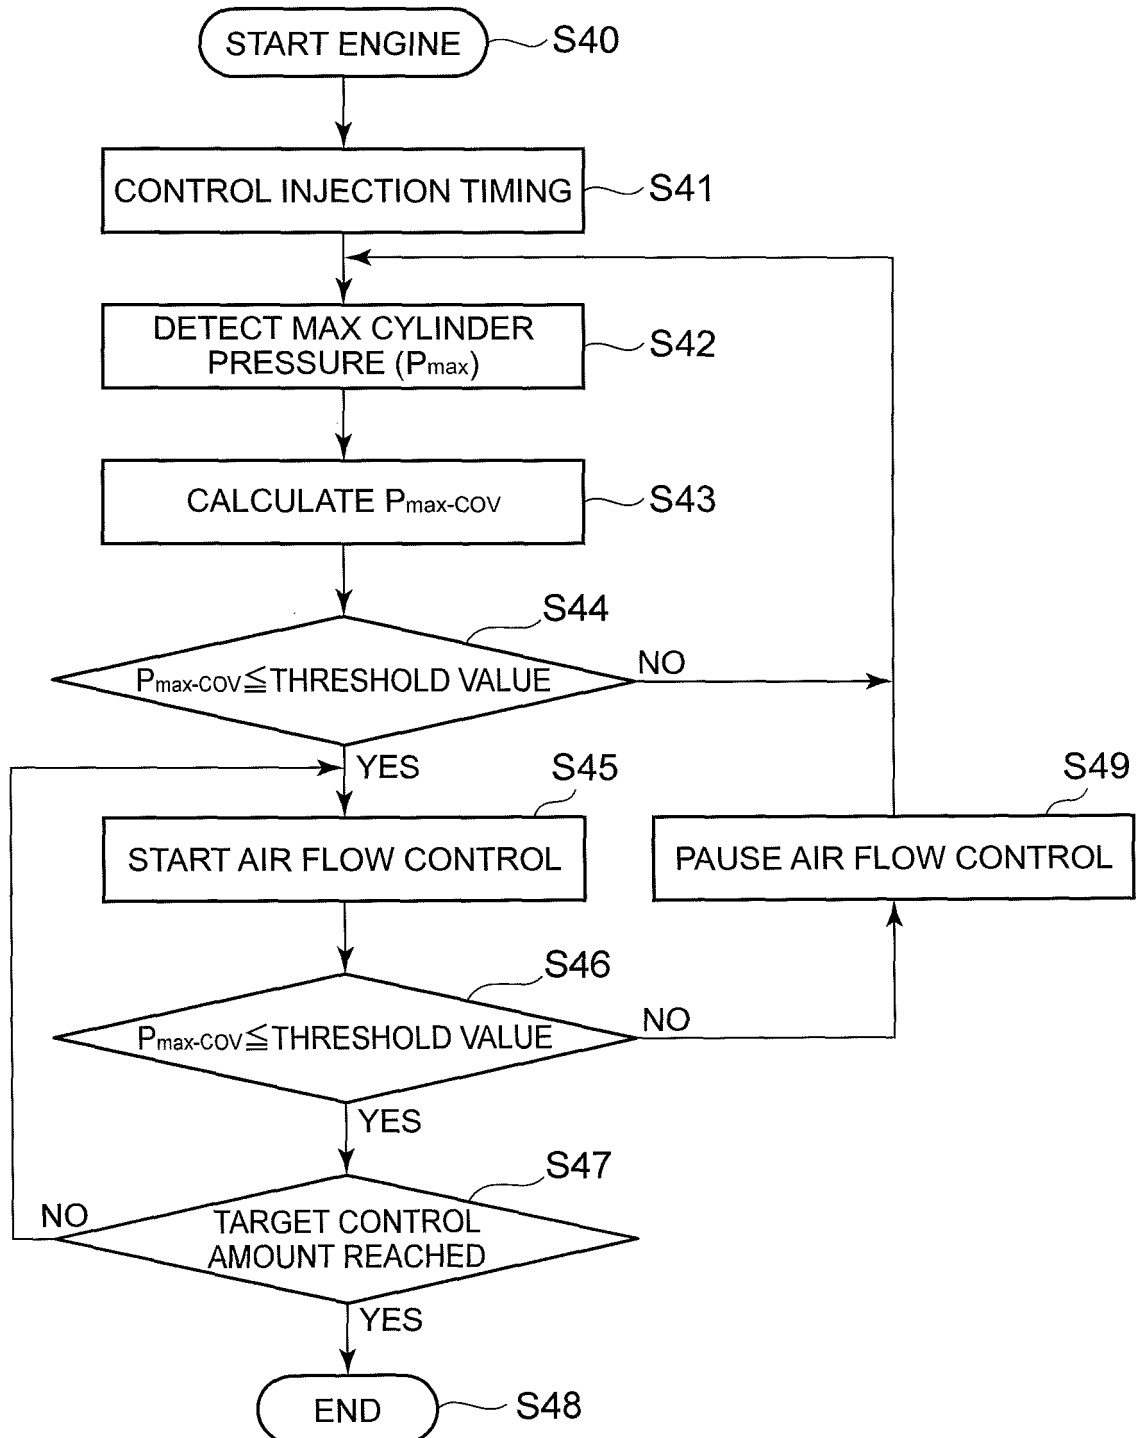 START ENGINE
S40
CONTROL INJECTION TIMING
S41
DETECT MAX CYLINDER
PRESSURE (Pmax)
S42
CALCULATE Pmax-COV
S43
S44
Pmax-COV≦THRESHOLD VALUE
NO
YES
S45
START AIR FLOW CONTROL
S49
PAUSE AIR FLOW CONTROL
S46
Pmax-COV≦THRESHOLD VALUE
NO
YES
S47
TARGET CONTROL
AMOUNT REACHED
NO
YES
END
S48